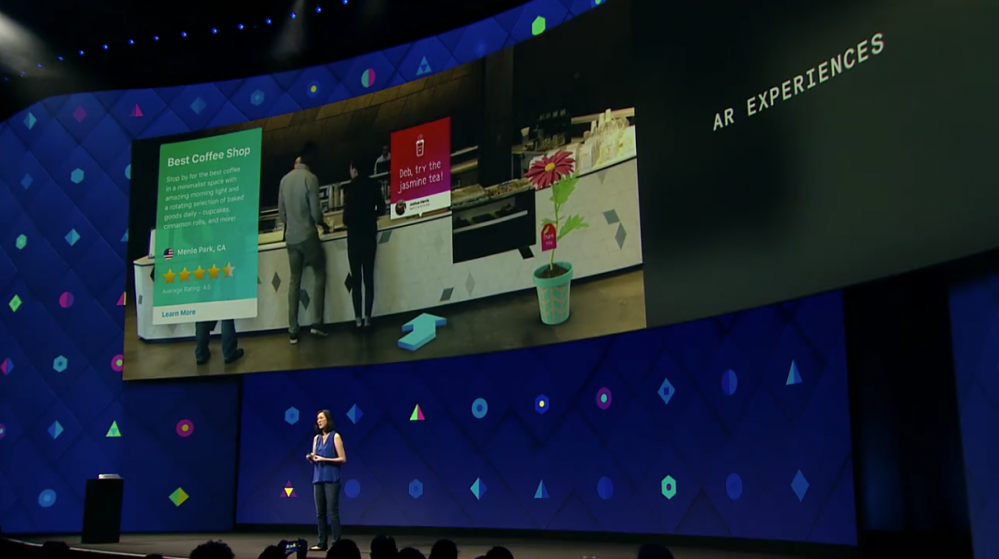 Best Coffee Shop
Stop by for the best coffee
in a minimalist space with
amazing morning light and
a rotating selection of baked
goods daily - cupcakes,
cinnamon rolls, and more!
Menlo Park, CA
Average Rating: 4.5
Learn More
Deb, try the
jasmine tea!
AR EXPERIENCES